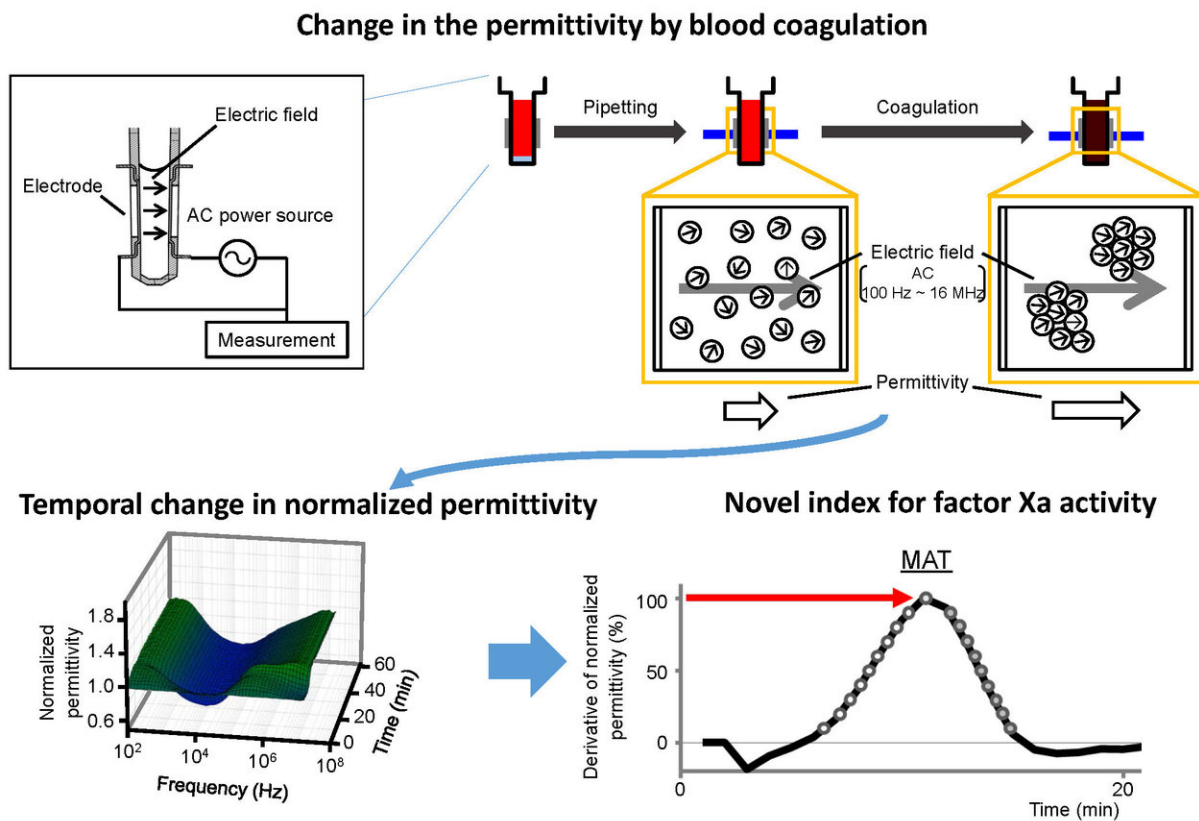 Change in the permittivity by blood coagulation
Electric field
Electrode
AC power source
Measurement
Pipetting
Coagulation
Electric field
AC
100 Hz ~ 16 MHz
Permittivity
Temporal change in normalized permittivity
Normalized
permittivity
1.8
1.4
1.0
0.6
10²
10⁴
10⁶
10⁸
Frequency (Hz)
0
20
40
60
Time (min)
Novel index for factor Xa activity
MAT
Derivative of normalized
permittivity (%)
100
50
0
0
20
Time (min)